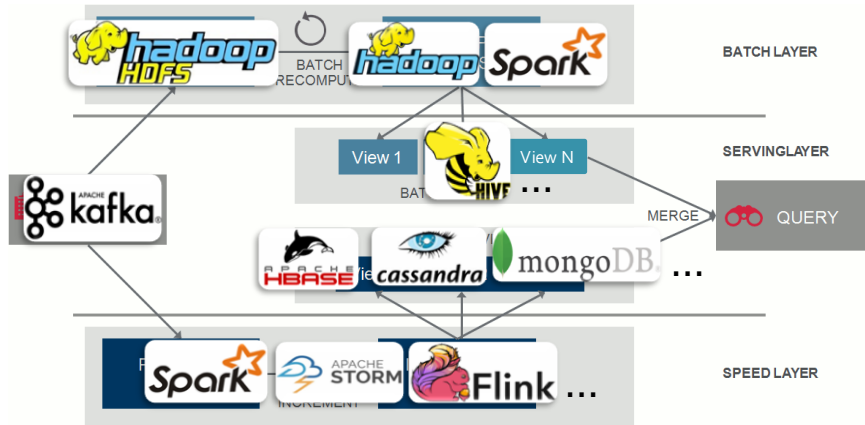 hadoop
HDFS
BATCH
RECOMPUT
hadoop
Spark
BATCH LAYER
View 1
HIVE
View N
...
BAT
SERVINGLAYER
APACHE
kafka®
MERGE
QUERY
APACHE
HBASE
cassandra
mongoDB®
...
Spark
APACHE
STORM
Flink
...
INCREMENT
SPEED LAYER